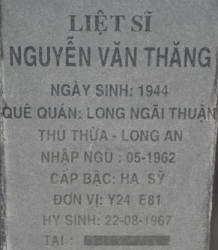 LIỆT SĨ
NGUYỄN VĂN THĂNG
NGÀY SINH: 1944
QUÊ QUÁN: LONG NGÃI THUẬN
THỦ THỪA - LONG AN
NHẬP NGŨ : 05-1962
CẤP BẬC: HẠ SỸ
ĐƠN VỊ: Y24 E81
HY SINH: 22-08-1967
TẠI :